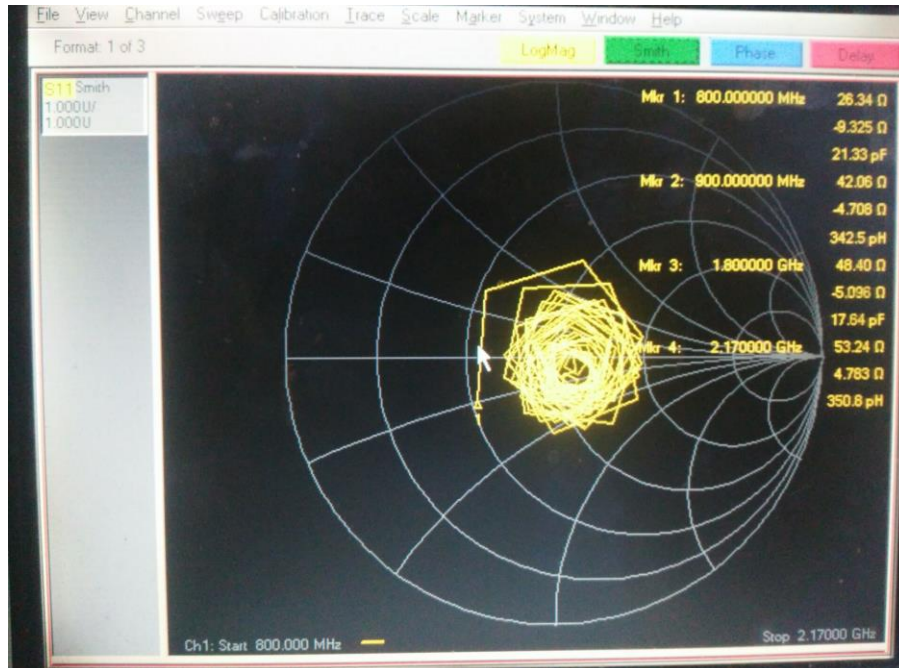 File View Channel Sweep Calibration Trace Scale Marker System Window Help
Format: 1 of 3 LogMag Smith Phase Delay
S11 Smith
1.000U/
1.000U
Mkr 1: 800.000000 MHz 26.34 Ω
-9.325 Ω
21.33 pF
Mkr 2: 900.000000 MHz 42.06 Ω
-4.708 Ω
342.5 pH
Mkr 3: 1.800000 GHz 48.40 Ω
-5.096 Ω
17.64 pF
Mkr 4: 2.170000 GHz 53.24 Ω
4.783 Ω
350.8 pH
1
Ch1: Start 800.000 MHz Stop 2.17000 GHz